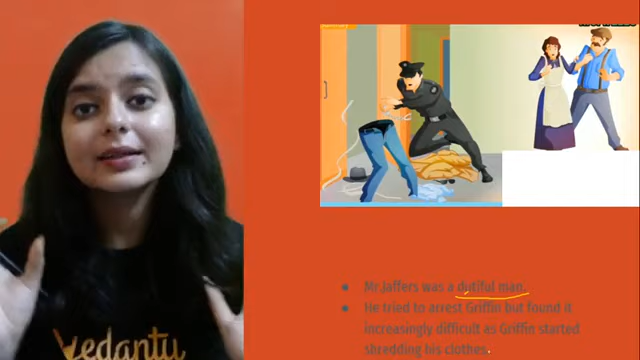 • Mr.Jaffers was a dutiful man.
• He tried to arrest Griffin but found it
increasingly difficult as Griffin started
shredding his clothes.
Vedantu